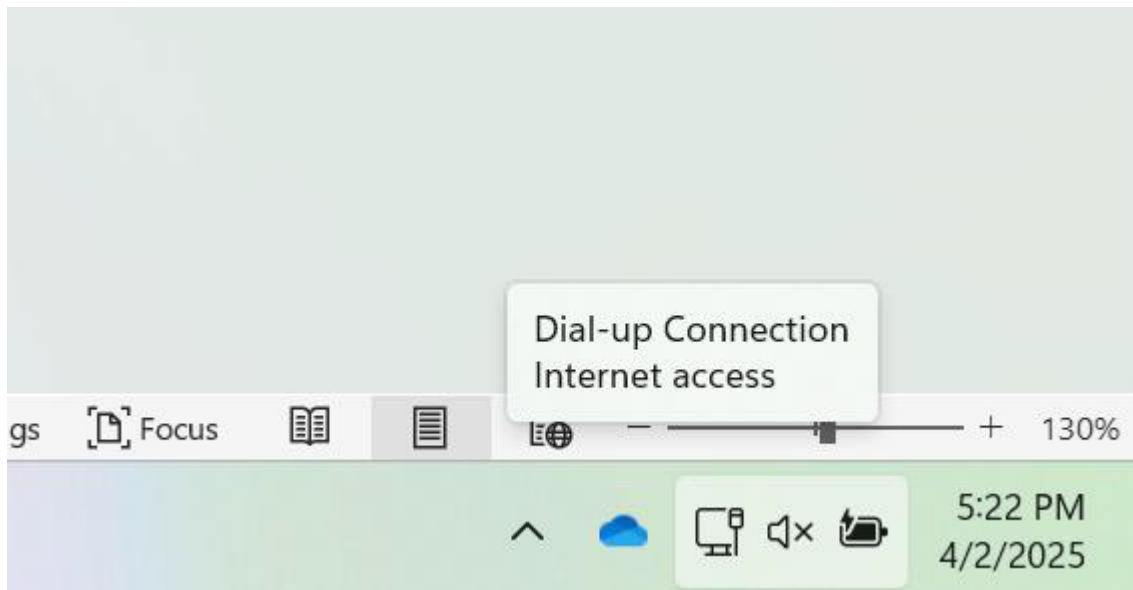 Dial-up Connection
Internet access
gs Focus 130%
5:22 PM
4/2/2025